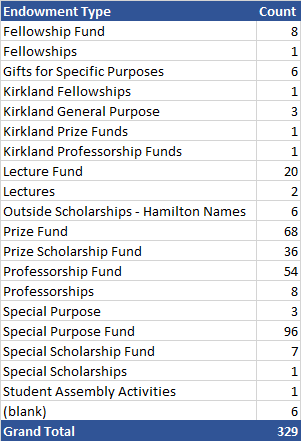 Endowment Type Count
Fellowship Fund 8
Fellowships 1
Gifts for Specific Purposes 6
Kirkland Fellowships 1
Kirkland General Purpose 3
Kirkland Prize Funds 1
Kirkland Professorship Funds 1
Lecture Fund 20
Lectures 2
Outside Scholarships - Hamilton Names 6
Prize Fund 68
Prize Scholarship Fund 36
Professorship Fund 54
Professorships 8
Special Purpose 3
Special Purpose Fund 96
Special Scholarship Fund 7
Special Scholarships 1
Student Assembly Activities 1
(blank) 6
Grand Total 329